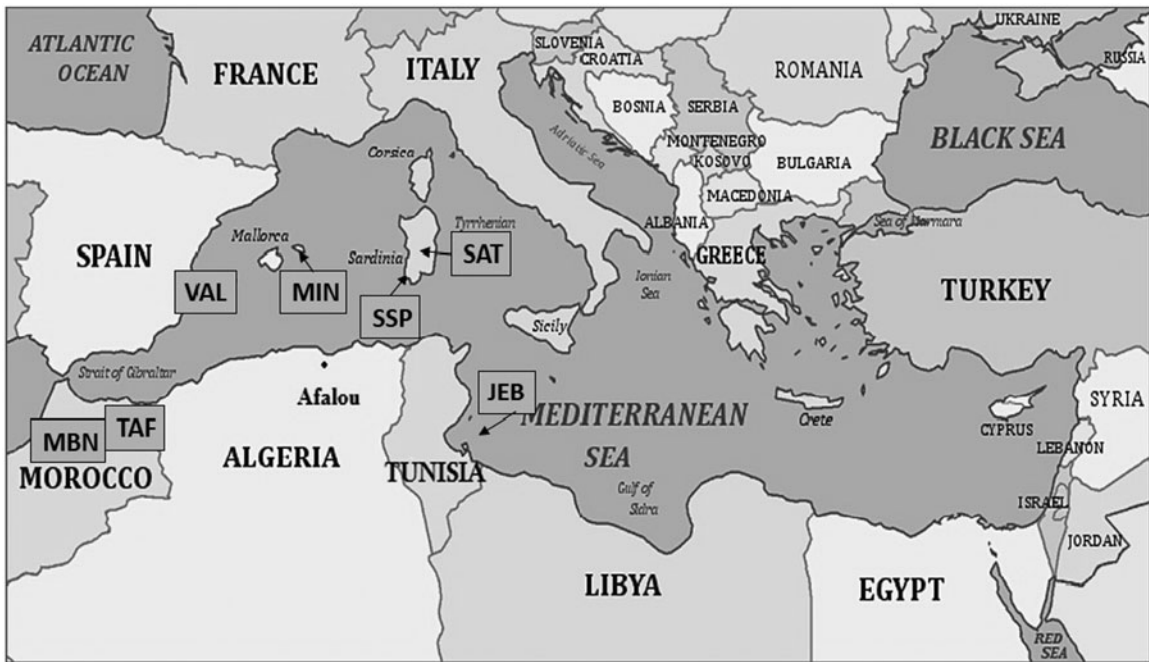 ATLANTIC
OCEAN
FRANCE
ITALY
SLOVENIA
CROATIA
UKRAINE
RUSSIA
ROMANIA
BOSNIA
SERBIA
BLACK SEA
Adriatic Sea
MONTENEGRO
KOSOVO
BULGARIA
Corsica
MACEDONIA
ALBANIA
Sea of Marmara
Tyrrhenian
SPAIN
Mallorca
Sardinia
SAT
GREECE
Ionian
Sea
TURKEY
VAL
MIN
SSP
Sicily
Strait of Gibraltar
Afalou
JEB
MEDITERRANEAN
SEA
Crete
CYPRUS
SYRIA
LEBANON
MBN
TAF
MOROCCO
ALGERIA
TUNISIA
Gulf of
Sidra
ISRAEL
JORDAN
LIBYA
EGYPT
RED
SEA